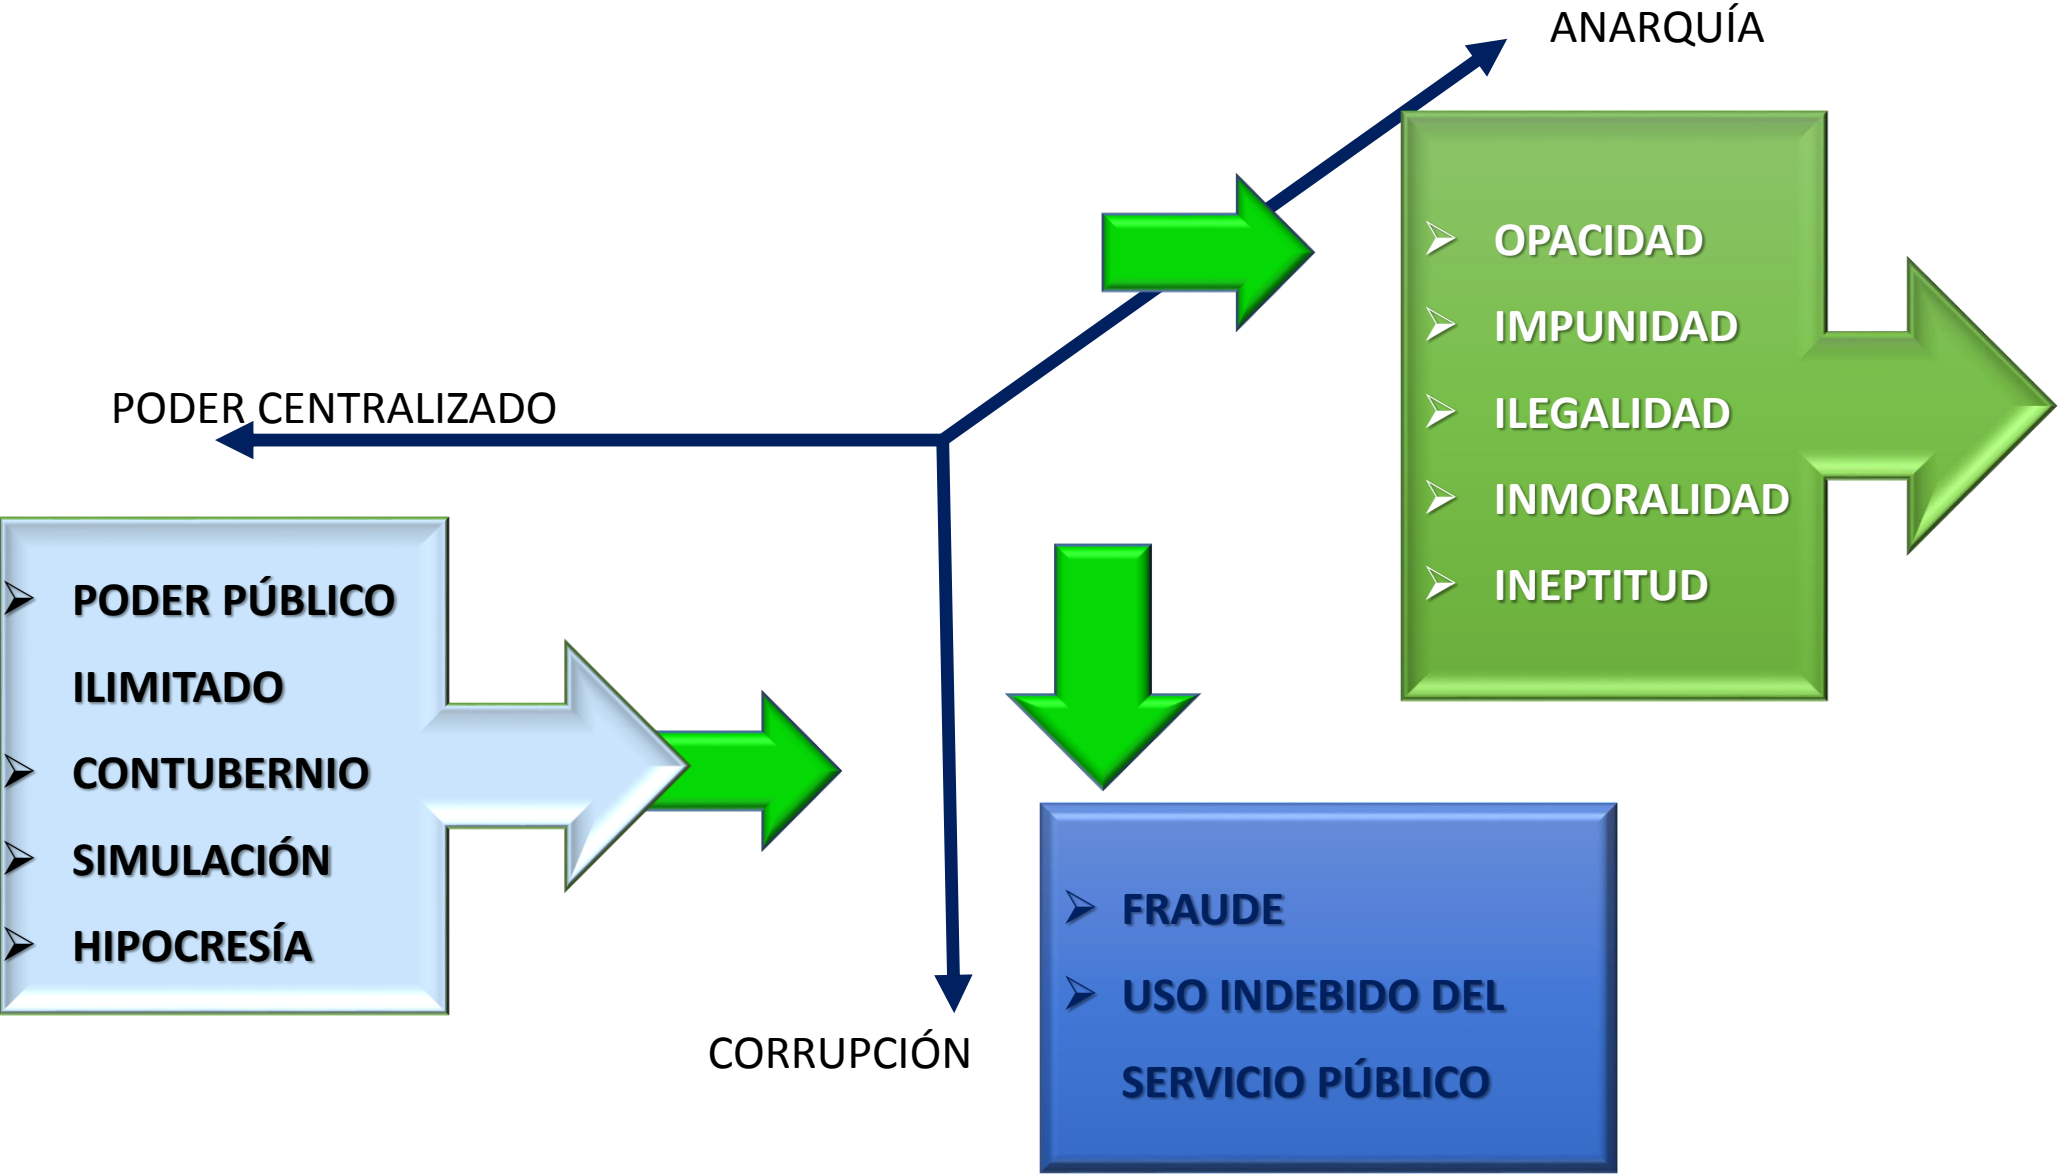 ANARQUÍA
OPACIDAD
IMPUNIDAD
ILEGALIDAD
INMORALIDAD
INEPTITUD
PODER CENTRALIZADO
PODER PÚBLICO
ILIMITADO
CONTUBERNIO
SIMULACIÓN
HIPOCRESÍA
CORRUPCIÓN
FRAUDE
USO INDEBIDO DEL
SERVICIO PÚBLICO